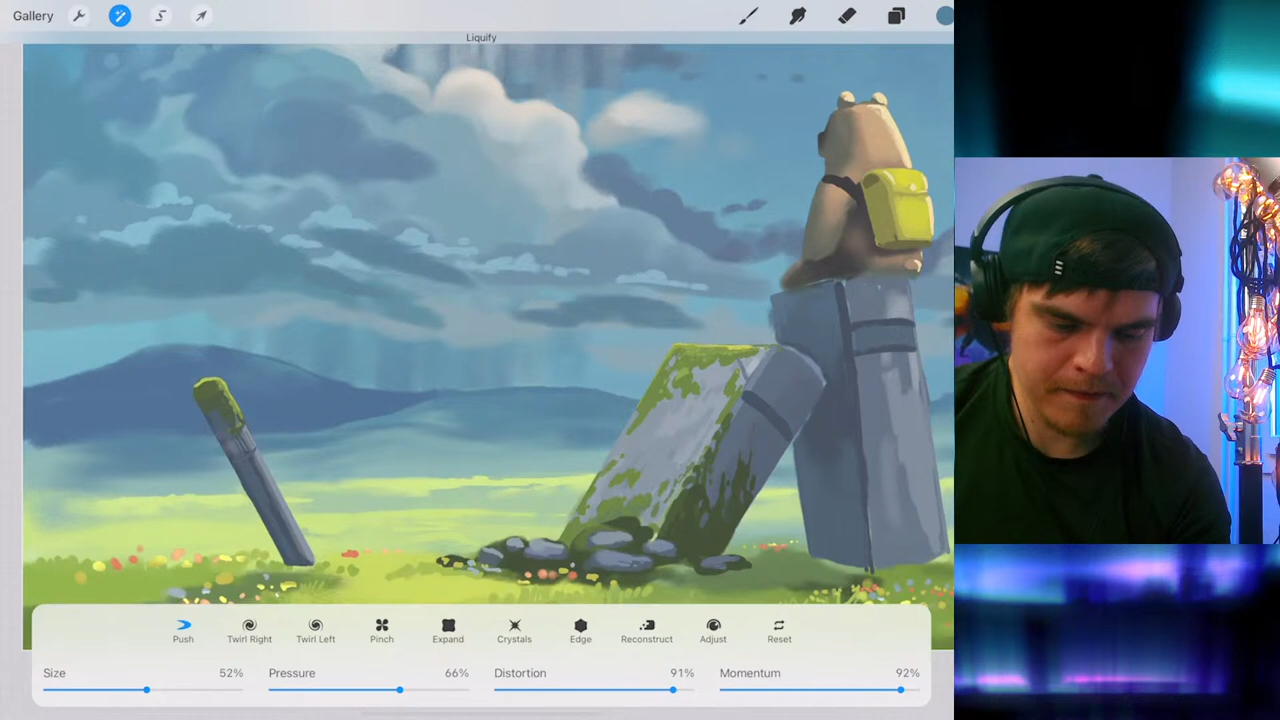 Gallery
Liquify
Push
Twirl Right
Twirl Left
Pinch
Expand
Crystals
Edge
Reconstruct
Adjust
Reset
Size 52%
Pressure 66%
Distortion 91%
Momentum 92%